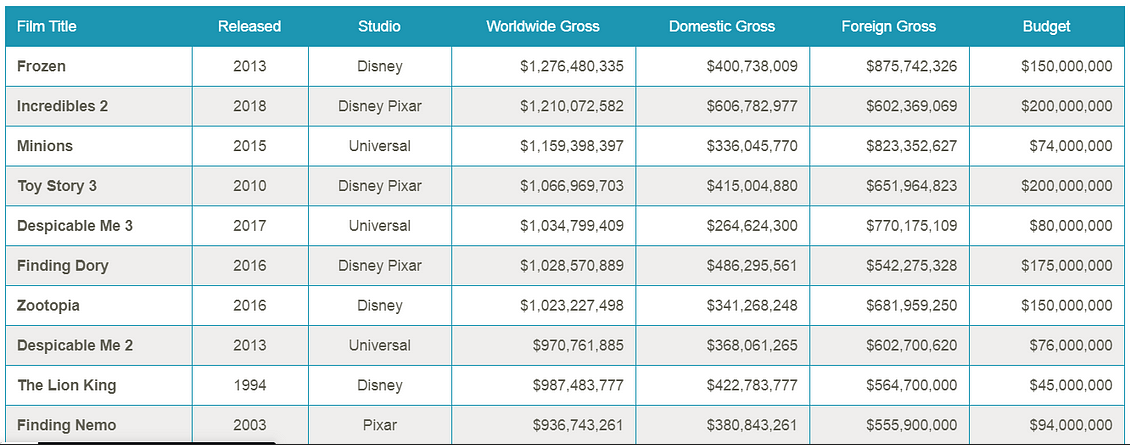 Film Title Released Studio Worldwide Gross Domestic Gross Foreign Gross Budget
Frozen 2013 Disney $1,276,480,335 $400,738,009 $875,742,326 $150,000,000
Incredibles 2 2018 Disney Pixar $1,210,072,582 $606,782,977 $602,369,069 $200,000,000
Minions 2015 Universal $1,159,398,397 $336,045,770 $823,352,627 $74,000,000
Toy Story 3 2010 Disney Pixar $1,066,969,703 $415,004,880 $651,964,823 $200,000,000
Despicable Me 3 2017 Universal $1,034,799,409 $264,624,300 $770,175,109 $80,000,000
Finding Dory 2016 Disney Pixar $1,028,570,889 $486,295,561 $542,275,328 $175,000,000
Zootopia 2016 Disney $1,023,227,498 $341,268,248 $681,959,250 $150,000,000
Despicable Me 2 2013 Universal $970,761,885 $368,061,265 $602,700,620 $76,000,000
The Lion King 1994 Disney $987,483,777 $422,783,777 $564,700,000 $45,000,000
Finding Nemo 2003 Pixar $936,743,261 $380,843,261 $555,900,000 $94,000,000